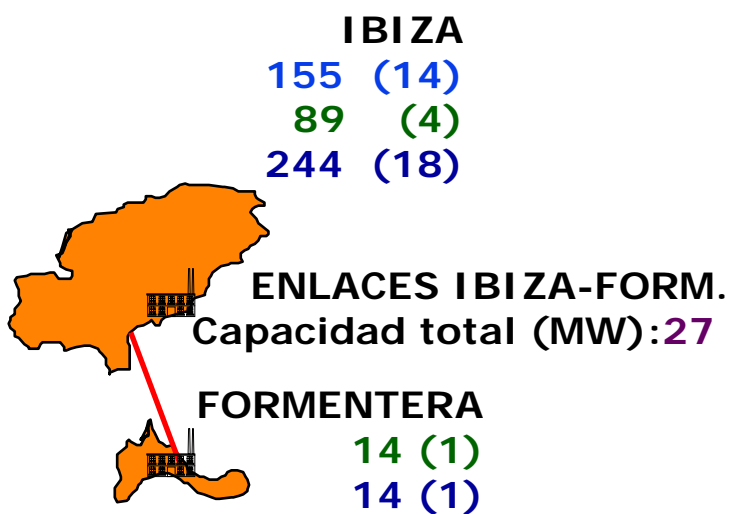 IBIZA
155 (14)
89 (4)
244 (18)
ENLACES IBIZA-FORM.
Capacidad total (MW):27
FORMENTERA
14 (1)
14 (1)